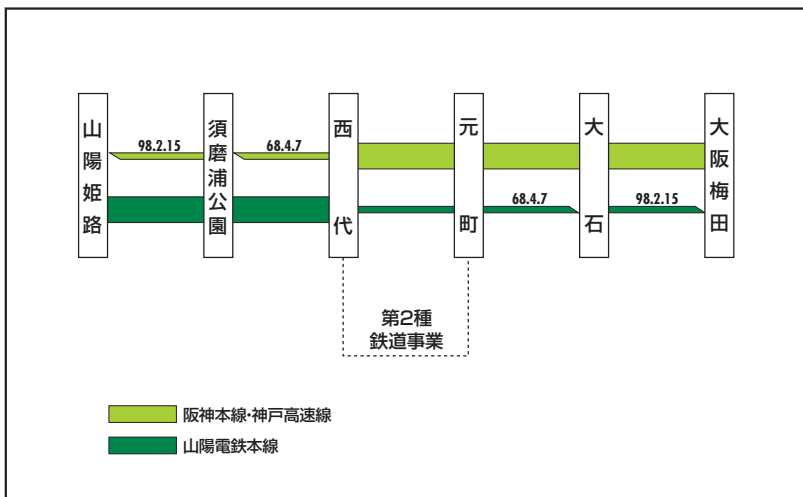 山陽姫路
須磨浦公園
西代
元町
大石
大阪梅田
98.2.15
68.4.7
68.4.7
98.2.15
第2種
鉄道事業
阪神本線・神戸高速線
山陽電鉄本線